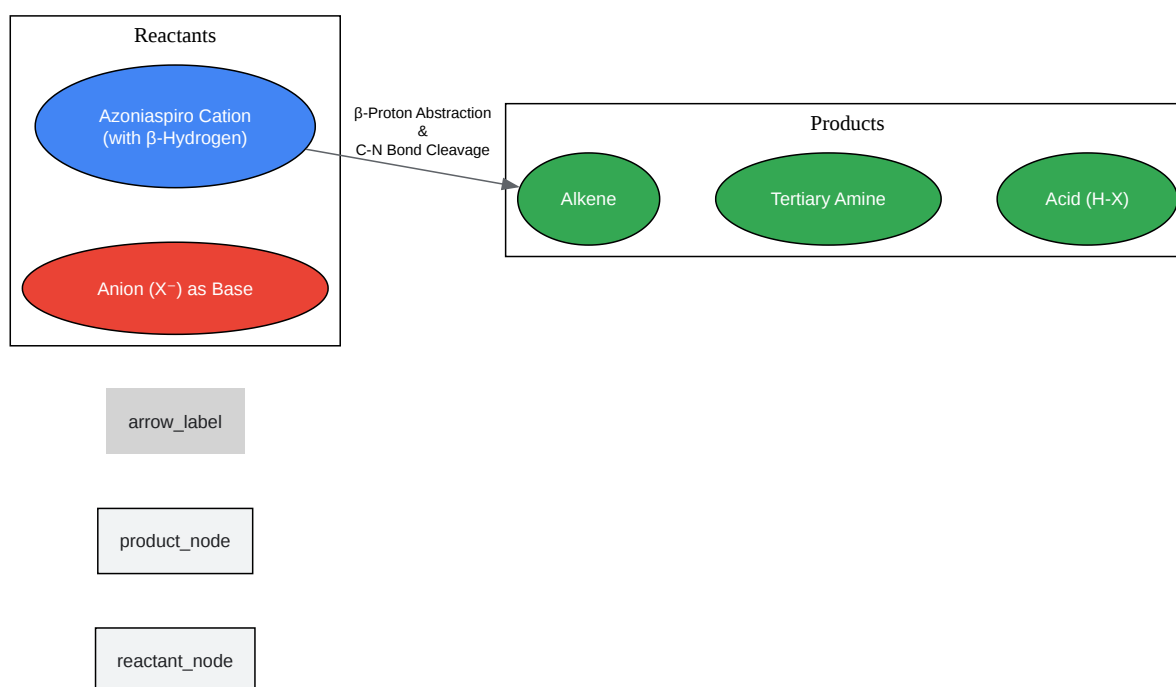 Reactants
Azoniaspiro Cation
(with β-Hydrogen)
Anion (X⁻) as Base
β-Proton Abstraction
&
C-N Bond Cleavage
Products
Alkene
Tertiary Amine
Acid (H-X)
arrow_label
product_node
reactant_node